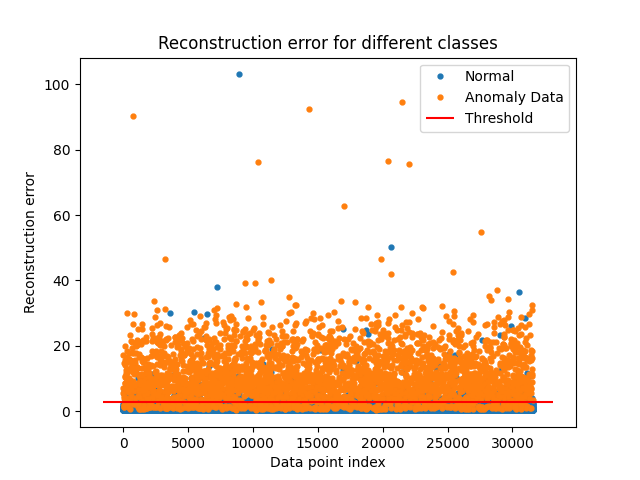 Reconstruction error for different classes
Normal
Anomaly Data
Threshold
Reconstruction error
100
80
60
40
20
0
0 5000 10000 15000 20000 25000 30000
Data point index